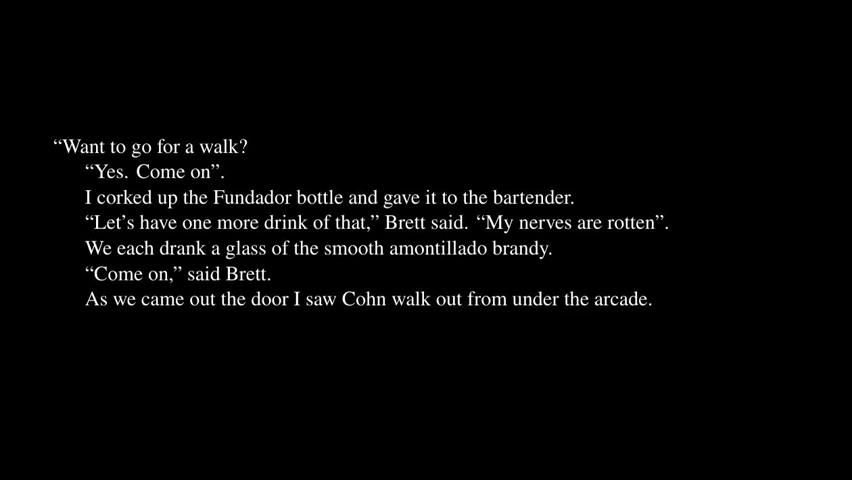 “Want to go for a walk?
“Yes. Come on”.
I corked up the Fundador bottle and gave it to the bartender.
“Let’s have one more drink of that,” Brett said. “My nerves are rotten”.
We each drank a glass of the smooth amontillado brandy.
“Come on,” said Brett.
As we came out the door I saw Cohn walk out from under the arcade.